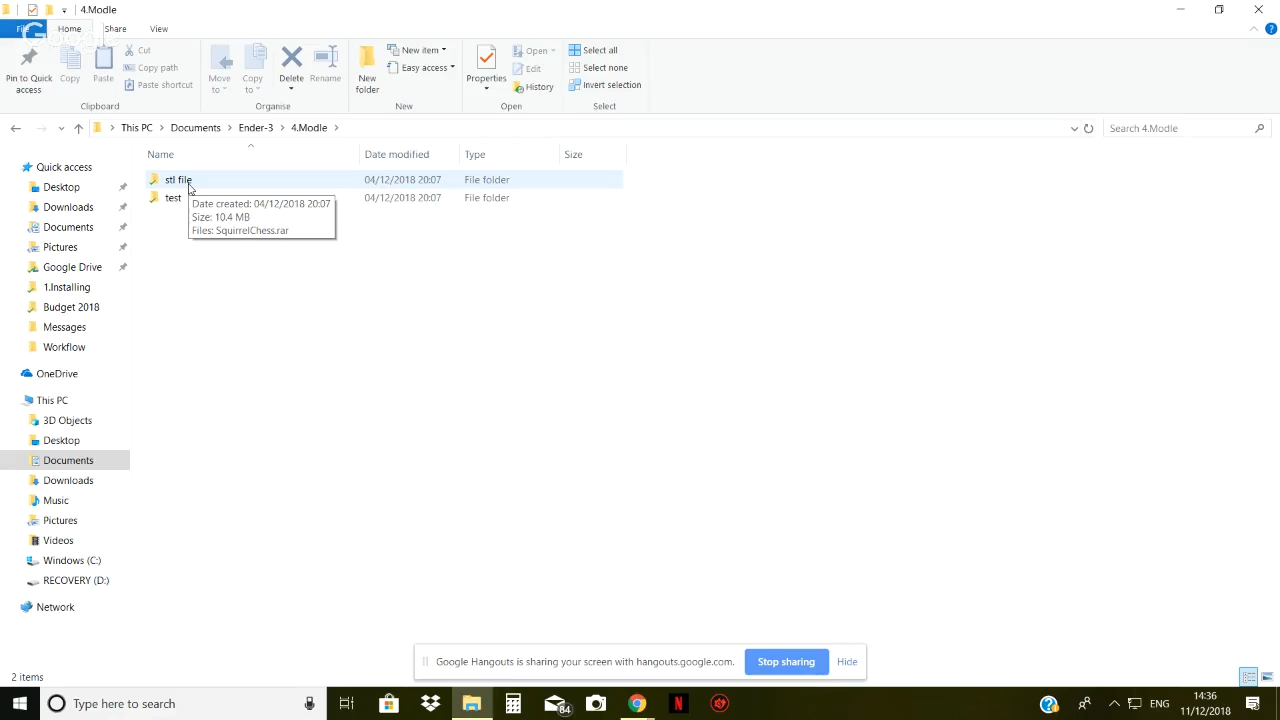 4.Modle
File
Home
Share
View
Google
Pin to Quick access
Copy
Paste
Cut
Copy path
Paste shortcut
Clipboard
Move to
Copy to
Delete
Rename
Organise
New folder
New item
Easy access
New
Properties
Open
Edit
History
Open
Select all
Select none
Invert selection
Select
This PC > Documents > Ender-3 > 4.Modle >
Search 4.Modle
Name Date modified Type Size
stl file 04/12/2018 20:07 File folder
test 04/12/2018 20:07 File folder
Date created: 04/12/2018 20:07
Size: 10.4 MB
Files: SquirrelChess.rar
Quick access
Desktop
Downloads
Documents
Pictures
Google Drive
1.Installing
Budget 2018
Messages
Workflow
OneDrive
This PC
3D Objects
Desktop
Documents
Downloads
Music
Pictures
Videos
Windows (C:)
RECOVERY (D:)
Network
Google Hangouts is sharing your screen with hangouts.google.com. Stop sharing Hide
2 items
Type here to search
84
N
ENG
14:36
11/12/2018